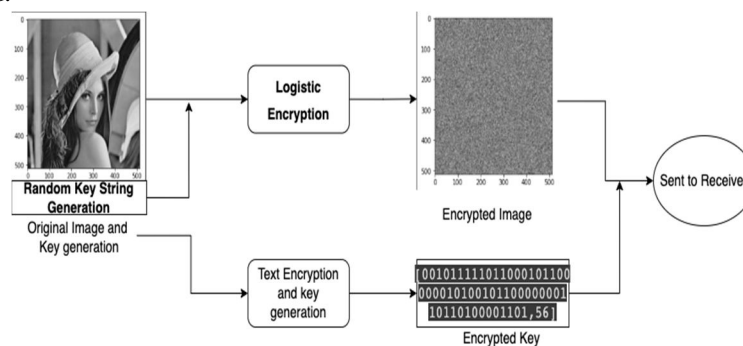 0
100
200
300
400
500
0 100 200 300 400 500
Random Key String
Generation
Original Image and
Key generation
Logistic
Encryption
0
100
200
300
400
500
0 100 200 300 400 500
Encrypted Image
Text Encryption
and key
generation
[001011111011000101100
000010100101100000001
10110100001101,56]
Encrypted Key
Sent to Receive